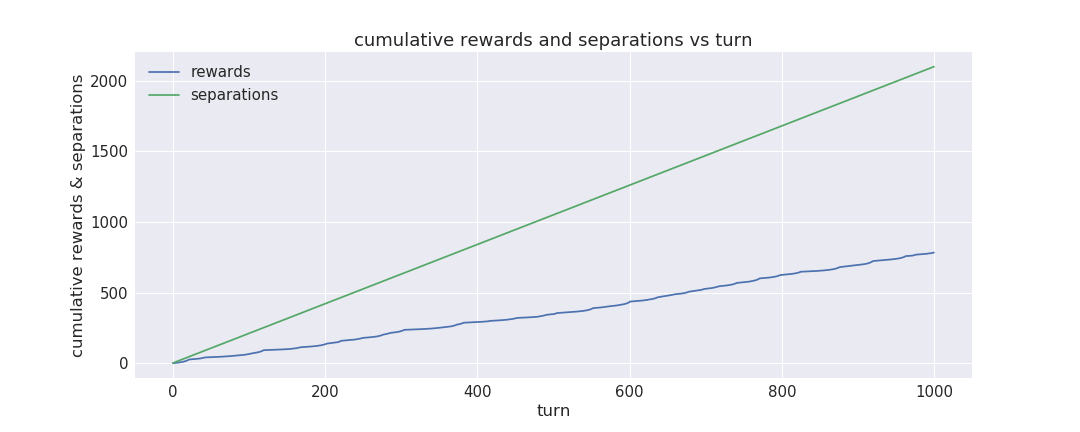 cumulative rewards and separations vs turn
rewards
separations
cumulative rewards & separations
2000
1500
1000
500
0
0 200 400 600 800 1000
turn